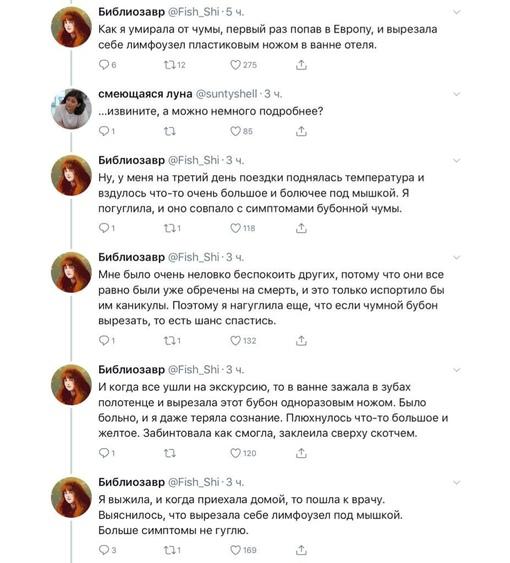 Библиозавр @Fish_Shi · 5 ч.
Как я умирала от чумы, первый раз попав в Европу, и вырезала
себе лимфоузел пластиковым ножом в ванне отеля.
6 12 275
смеющаяся луна @suntyshell · 3 ч.
...извините, а можно немного подробнее?
1 85
Библиозавр @Fish_Shi · 3 ч.
Ну, у меня на третий день поездки поднялась температура и
вздулось что-то очень большое и болючее под мышкой. Я
погуглила, и оно совпало с симптомами бубонной чумы.
1 1 118
Библиозавр @Fish_Shi · 3 ч.
Мне было очень неловко беспокоить других, потому что они все
равно были уже обречены на смерть, и это только испортило бы
им каникулы. Поэтому я нагуглила еще, что если чумной бубон
вырезать, то есть шанс спастись.
1 1 132
Библиозавр @Fish_Shi · 3 ч.
И когда все ушли на экскурсию, то в ванне зажала в зубах
полотенце и вырезала этот бубон одноразовым ножом. Было
больно, и я даже теряла сознание. Плюхнулось что-то большое и
желтое. Забинтовала как смогла, заклеила сверху скотчем.
1 120
Библиозавр @Fish_Shi · 3 ч.
Я выжила, и когда приехала домой, то пошла к врачу.
Выяснилось, что вырезала себе лимфоузел под мышкой.
Больше симптомы не гуглю.
3 1 169